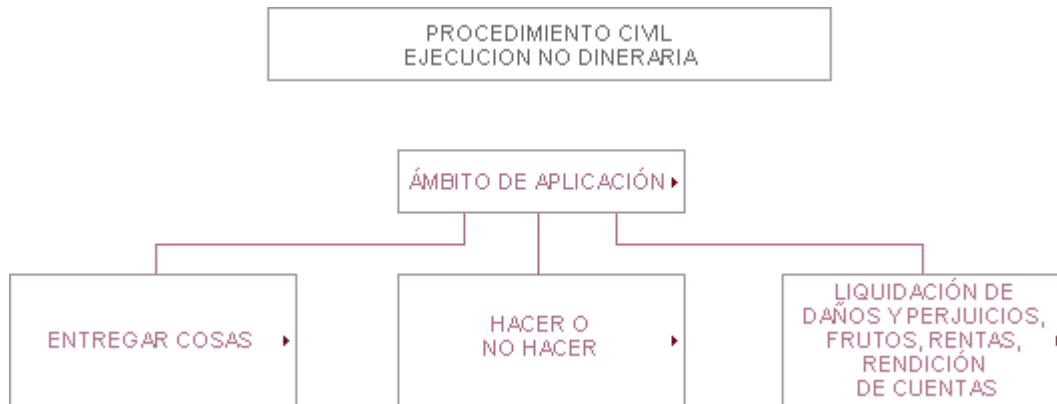 PROCEDIMIENTO CIVIL
EJECUCION NO DINERARIA
ÁMBITO DE APLICACIÓN
ENTREGAR COSAS
HACER O
NO HACER
LIQUIDACIÓN DE
DAÑOS Y PERJUICIOS,
FRUTOS, RENTAS,
RENDICIÓN
DE CUENTAS